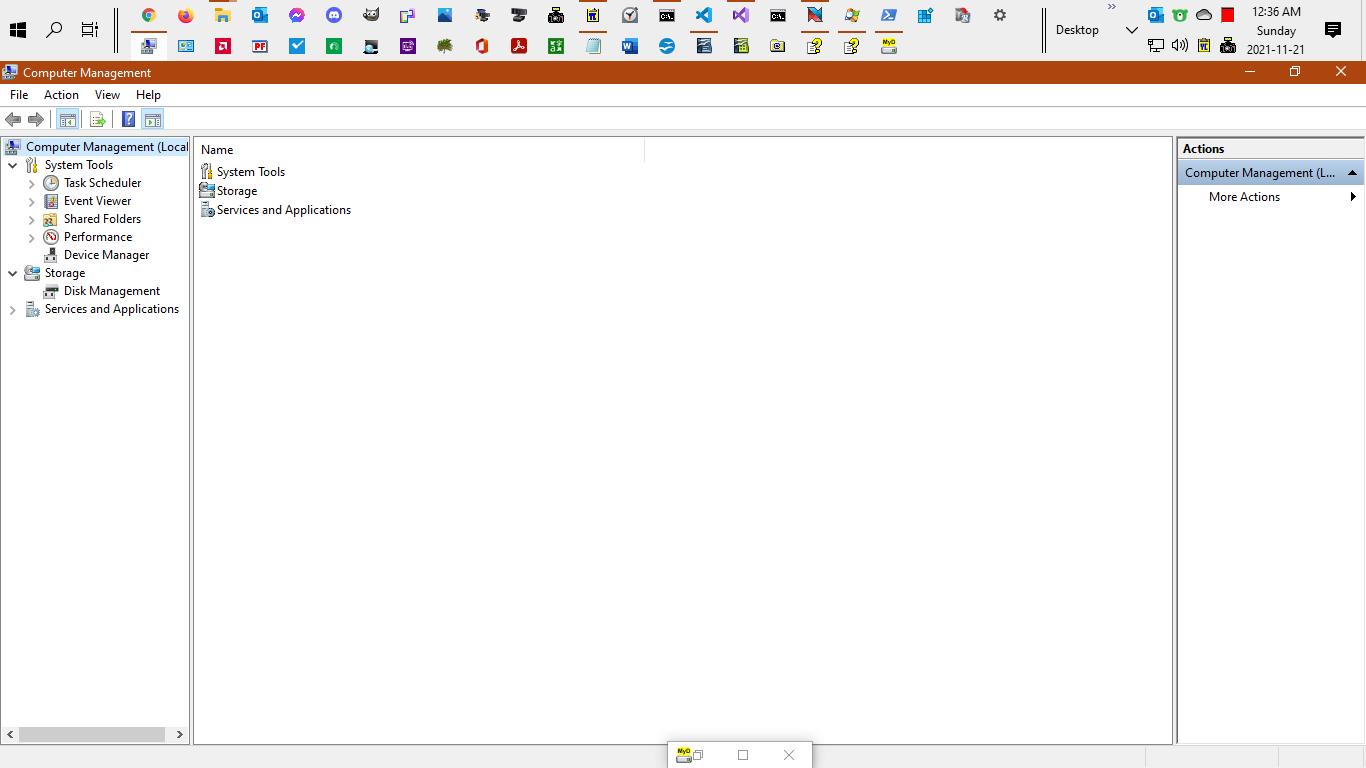 12:36 AM
Desktop
Sunday
2021-11-21
Computer Management
File Action View Help
Computer Management (Local
System Tools
Task Scheduler
Event Viewer
Shared Folders
Performance
Device Manager
Storage
Disk Management
Services and Applications
Name
System Tools
Storage
Services and Applications
Actions
Computer Management (L...
More Actions
MyD